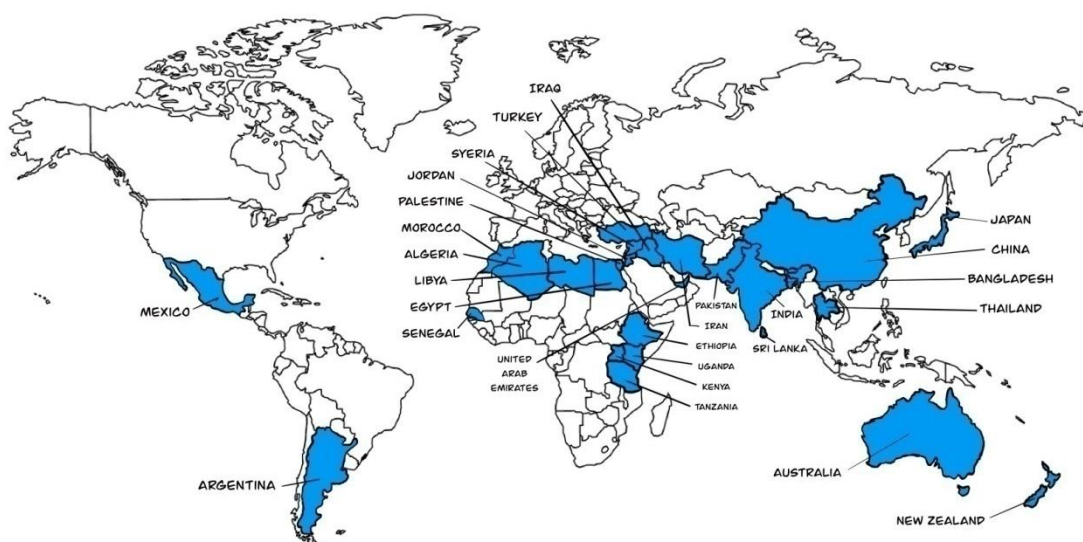 IRAQ
TURKEY
SYERIA
JORDAN
PALESTINE
MOROCCO
ALGERIA
LIBYA
EGYPT
SENEGAL
UNITED
ARAB
EMIRATES
MEXICO
ARGENTINA
JAPAN
CHINA
BANGLADESH
THAILAND
PAKISTAN
INDIA
IRAN
SRI LANKA
ETHIOPIA
UGANDA
KENYA
TANZANIA
AUSTRALIA
NEW ZEALAND